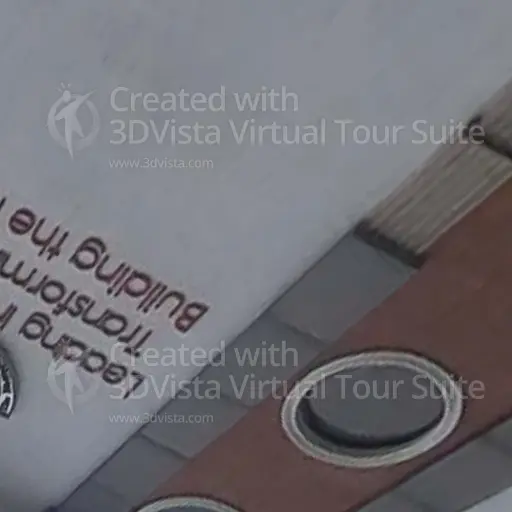 Created with
3DVista Virtual Tour Suite
www.3dvista.com
Leading
Transform
Building the
Created with
3DVista Virtual Tour Suite
www.3dvista.com